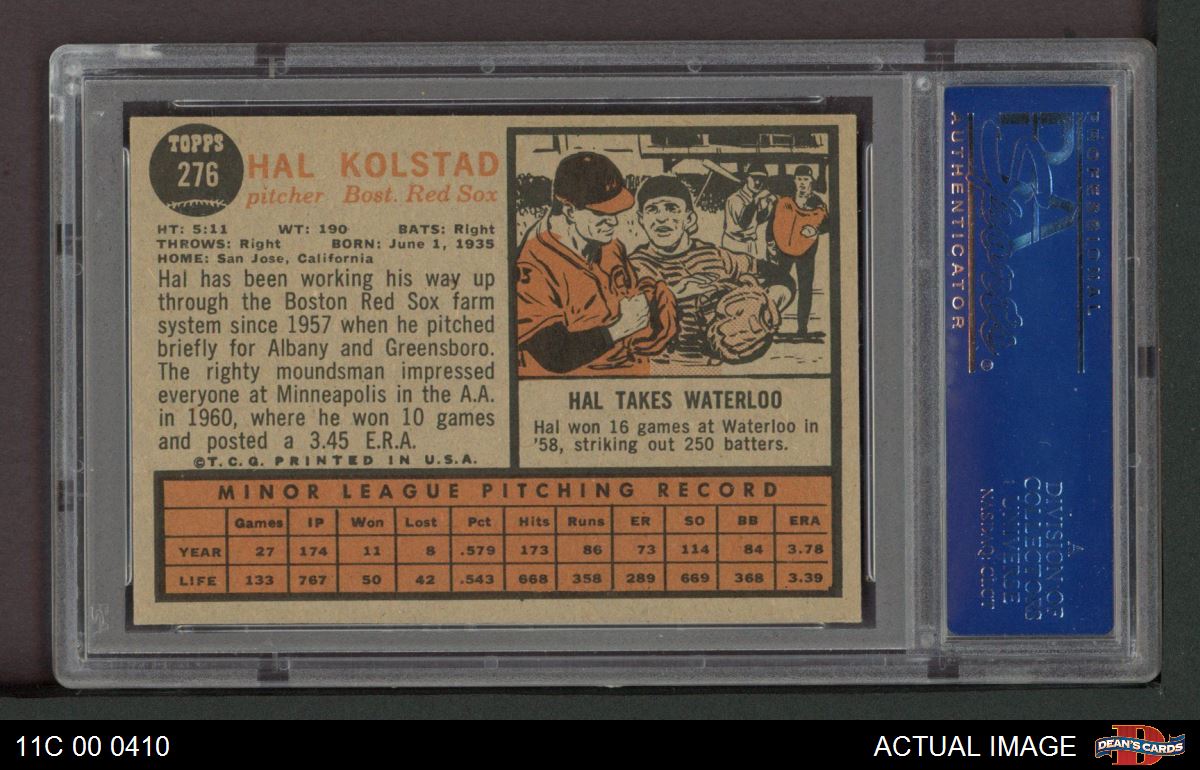 TOPPS
276
HAL KOLSTAD
pitcher Bost. Red Sox
HT: 5:11 WT: 190 BATS: Right
THROWS: Right BORN: June 1, 1935
HOME: San Jose, California
Hal has been working his way up
through the Boston Red Sox farm
system since 1957 when he pitched
briefly for Albany and Greensboro.
The righty moundsman impressed
everyone at Minneapolis in the A.A.
in 1960, where he won 10 games
and posted a 3.45 E.R.A.
©T.C.G. PRINTED IN U.S.A.
HAL TAKES WATERLOO
Hal won 16 games at Waterloo in
'58, striking out 250 batters.
MINOR LEAGUE PITCHING RECORD
Games IP Won Lost Pct Hits Runs ER SO BB ERA
YEAR 27 174 11 8 .579 173 86 73 114 84 3.78
LIFE 133 767 50 42 .543 668 358 289 669 368 3.39
PROFESSIONAL
PSA
Sports
AUTHENTICATOR
A
DIVISION OF
COLLECTORS
UNIVERSE
NASDAQ: CLCT
11C 00 0410
ACTUAL IMAGE
D
DEAN'S CARDS